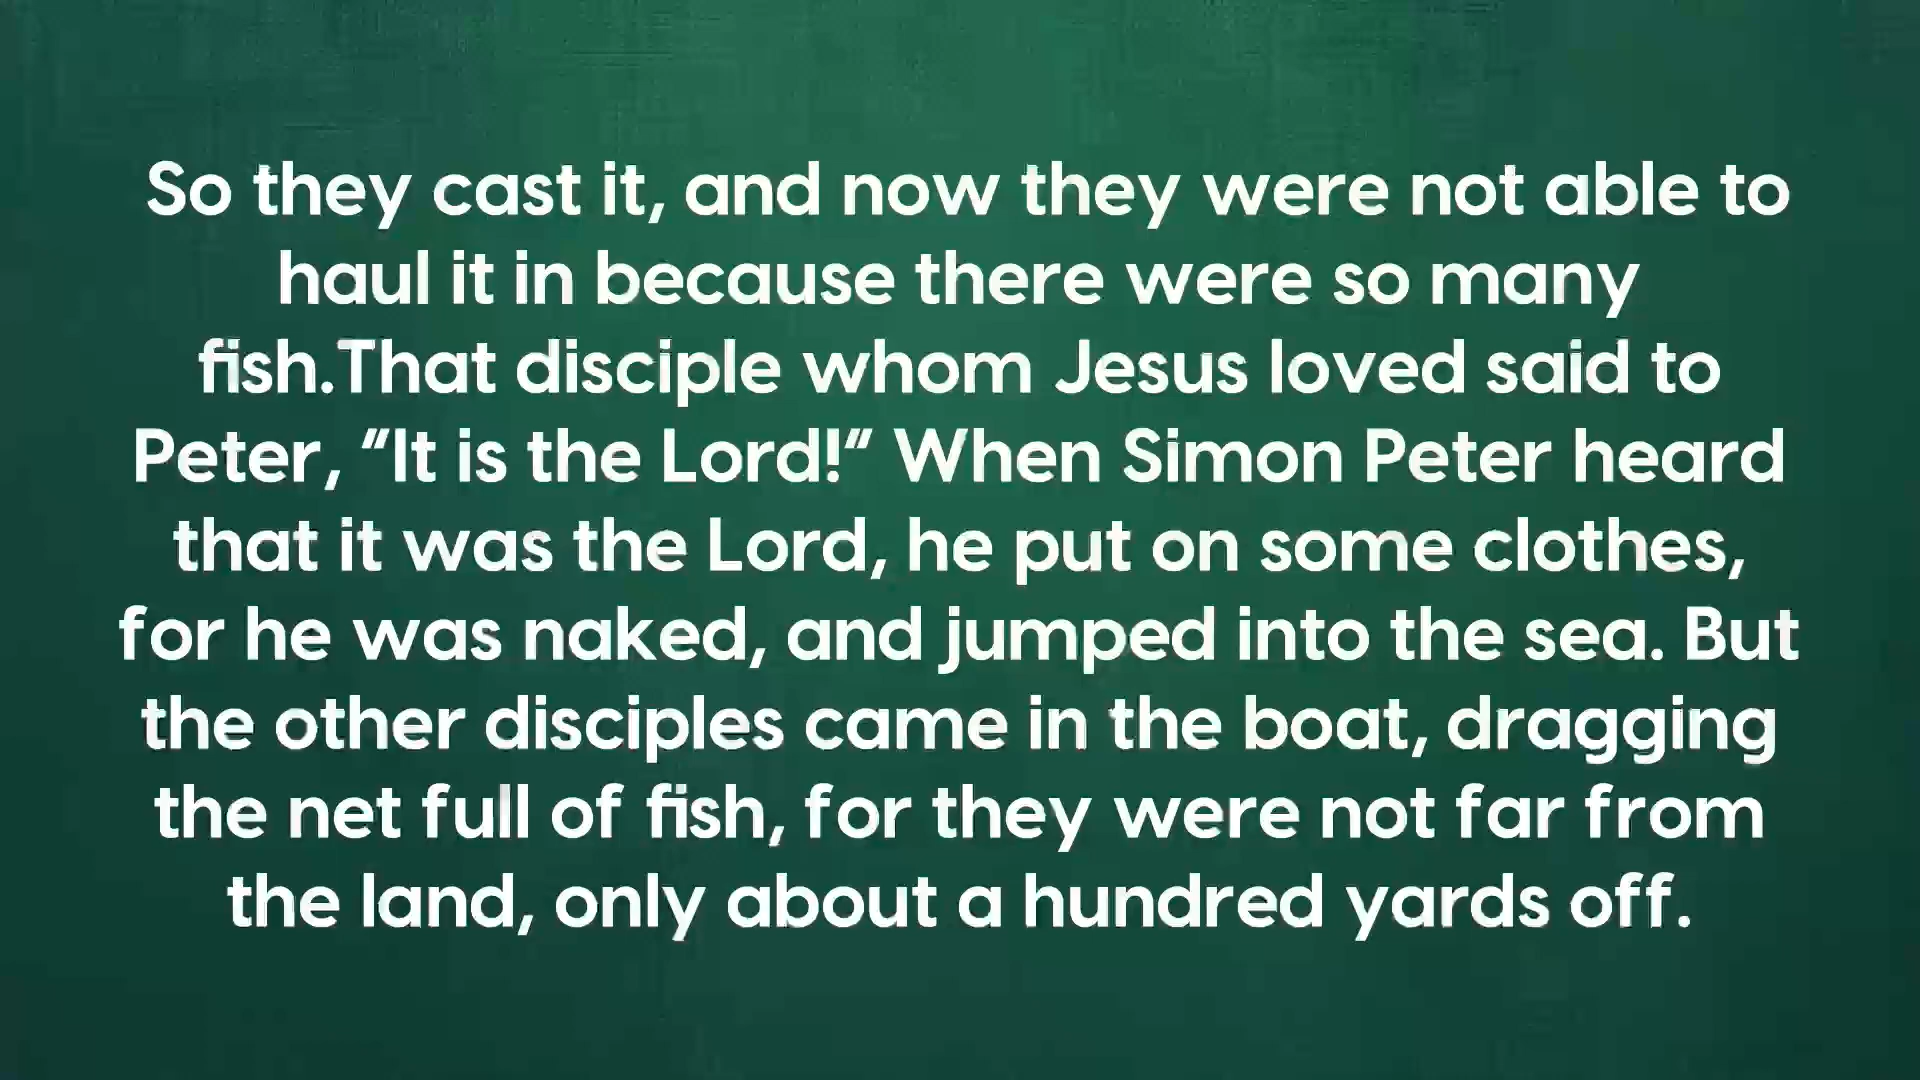 So they cast it, and now they were not able to
haul it in because there were so many
fish.That disciple whom Jesus loved said to
Peter, “It is the Lord!” When Simon Peter heard
that it was the Lord, he put on some clothes,
for he was naked, and jumped into the sea. But
the other disciples came in the boat, dragging
the net full of fish, for they were not far from
the land, only about a hundred yards off.